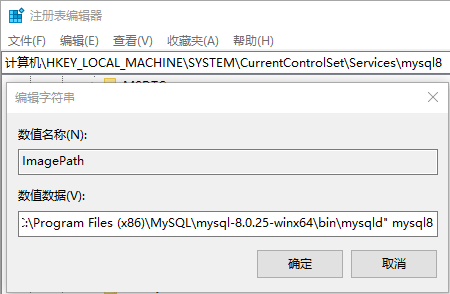 注册表编辑器
文件(F) 编辑(E) 查看(V) 收藏夹(A) 帮助(H)
计算机\HKEY_LOCAL_MACHINE\SYSTEM\CurrentControlSet\Services\mysql8
编辑字符串
数值名称(N):
ImagePath
数值数据(V):
:\Program Files (x86)\MySQL\mysql-8.0.25-winx64\bin\mysqld" mysql8
确定 取消